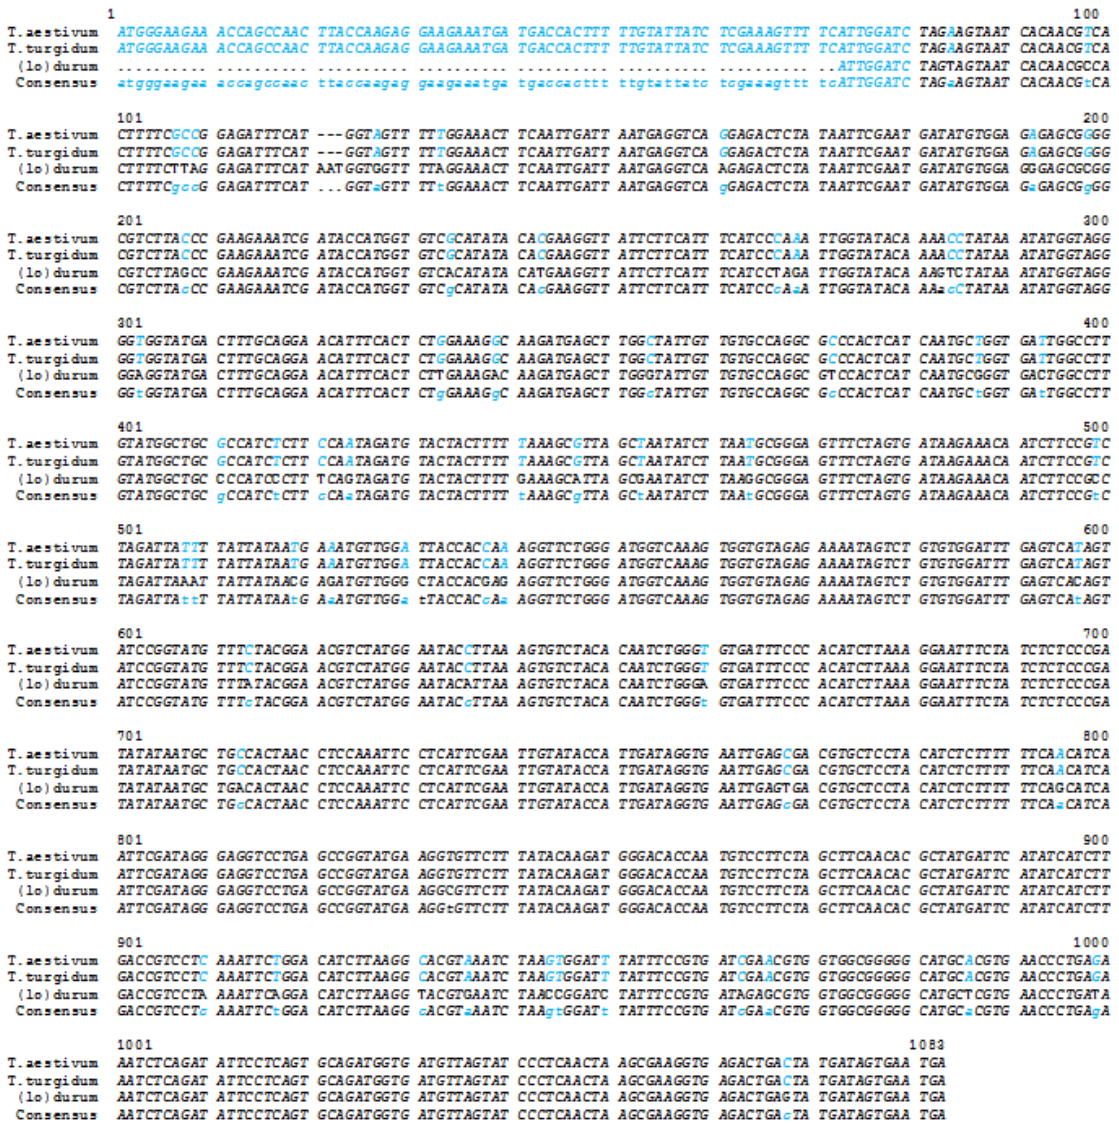 1 100
T.aestivum ATGGGAAGAA ACCAGCCAAC TTACCAAGAG GAAGAAATGA TGACCACTTT TTGTATTATC TCGAAAGTTT TCATTGGATC TAGAAGTAAT CACAACGTCA
T.turgidum ATGGGAAGAA ACCAGCCAAC TTACCAAGAG GAAGAAATGA TGACCACTTT TTGTATTATC TCGAAAGTTT TCATTGGATC TAGAAGTAAT CACAACGTCA
(lo)durum .......... .......... .......... .......... .......... .......... .......... ..ATTGGATC TAGTAGTAAT CACAACGCCA
Consensus atgggaagaa accagccaac ttaccaagag gaagaaatga tgaccacttt ttgtattatc tcgaaagttt tcATTGGATC TAGaAGTAAT CACAACGtCA
101 200
T.aestivum CTTTTCGCCG GAGATTTCAT ---GGTAGTT TTTGGAAACT TCAATTGATT AATGAGGTCA GGAGACTCTA TAATTCGAAT GATATGTGGA GAGAGCGGGG
T.turgidum CTTTTCGCCG GAGATTTCAT ---GGTAGTT TTTGGAAACT TCAATTGATT AATGAGGTCA GGAGACTCTA TAATTCGAAT GATATGTGGA GAGAGCGGGG
(lo)durum CTTTTCTTAG GAGATTTCAT AATGGTGGTT TTAGGAAACT TCAATTGATT AATGAGGTCA AGAGACTCTA TAATTCGAAT GATATGTGGA GGGAGCGCGG
Consensus CTTTTCgccG GAGATTTCAT ...GGTaGTT TTtGGAAACT TCAATTGATT AATGAGGTCA gGAGACTCTA TAATTCGAAT GATATGTGGA GaGAGCGgGG
201 300
T.aestivum CGTCTTACCC GAAGAAATCG ATACCATGGT GTCGCATATA CACGAAGGTT ATTCTTCATT TCATCCCAAA TTGGTATACA AAACCTATAA ATATGGTAGG
T.turgidum CGTCTTACCC GAAGAAATCG ATACCATGGT GTCGCATATA CACGAAGGTT ATTCTTCATT TCATCCCAAA TTGGTATACA AAACCTATAA ATATGGTAGG
(lo)durum CGTCTTAGCC GAAGAAATCG ATACCATGGT GTCACATATA CATGAAGGTT ATTCTTCATT TCATCCTAGA TTGGTATACA AAGTCTATAA ATATGGTAGG
Consensus CGTCTTAcCC GAAGAAATCG ATACCATGGT GTCgCATATA CAcGAAGGTT ATTCTTCATT TCATCCcAaA TTGGTATACA AAacCTATAA ATATGGTAGG
301 400
T.aestivum GGTGGTATGA CTTTGCAGGA ACATTTCACT CTGGAAAGGC AAGATGAGCT TGGCTATTGT TGTGCCAGGC GCCCACTCAT CAATGCTGGT GATTGGCCTT
T.turgidum GGTGGTATGA CTTTGCAGGA ACATTTCACT CTGGAAAGGC AAGATGAGCT TGGCTATTGT TGTGCCAGGC GCCCACTCAT CAATGCTGGT GATTGGCCTT
(lo)durum GGAGGTATGA CTTTGCAGGA ACATTTCACT CTTGAAAGAC AAGATGAGCT TGGGTATTGT TGTGCCAGGC GTCCACTCAT CAATGCGGGT GACTGGCCTT
Consensus GGtGGTATGA CTTTGCAGGA ACATTTCACT CTgGAAAGgC AAGATGAGCT TGGcTATTGT TGTGCCAGGC GcCCACTCAT CAATGCtGGT GAtTGGCCTT
401 500
T.aestivum GTATGGCTGC GCCATCTCTT CCAATAGATG TACTACTTTT TAAAGCGTTA GCTAATATCT TAATGCGGGA GTTTCTAGTG ATAAGAAACA ATCTTCCGTC
T.turgidum GTATGGCTGC GCCATCTCTT CCAATAGATG TACTACTTTT TAAAGCGTTA GCTAATATCT TAATGCGGGA GTTTCTAGTG ATAAGAAACA ATCTTCCGTC
(lo)durum GTATGGCTGC CCCATCCCTT TCAGTAGATG TACTACTTTT GAAAGCATTA GCGAATATCT TAAGGCGGGA GTTTCTAGTG ATAAGAAACA ATCTTCCGCC
Consensus GTATGGCTGC gCCATCtCTT cCAaTAGATG TACTACTTTT tAAAGCgTTA GCtAATATCT TAAtGCGGGA GTTTCTAGTG ATAAGAAACA ATCTTCCGtC
501 600
T.aestivum TAGATTATTT TATTATAATG AAATGTTGGA TTACCACCAA AGGTTCTGGG ATGGTCAAAG TGGTGTAGAG AAAATAGTCT GTGTGGATTT GAGTCATAGT
T.turgidum TAGATTATTT TATTATAATG AAATGTTGGA TTACCACCAA AGGTTCTGGG ATGGTCAAAG TGGTGTAGAG AAAATAGTCT GTGTGGATTT GAGTCATAGT
(lo)durum TAGATTAAAT TATTATAACG AGATGTTGGG CTACCACGAG AGGTTCTGGG ATGGTCAAAG TGGTGTAGAG AAAATAGTCT GTGTGGATTT GAGTCACAGT
Consensus TAGATTAttT TATTATAAtG AaATGTTGGa tTACCACcAa AGGTTCTGGG ATGGTCAAAG TGGTGTAGAG AAAATAGTCT GTGTGGATTT GAGTCAtAGT
601 700
T.aestivum ATCCGGTATG TTTCTACGGA ACGTCTATGG AATACCTTAA AGTGTCTACA CAATCTGGGT GTGATTTCCC ACATCTTAAA GGAATTTCTA TCTCTCCCGA
T.turgidum ATCCGGTATG TTTCTACGGA ACGTCTATGG AATACCTTAA AGTGTCTACA CAATCTGGGT GTGATTTCCC ACATCTTAAA GGAATTTCTA TCTCTCCCGA
(lo)durum ATCCGGTATG TTTATACGGA ACGTCTATGG AATACATTAA AGTGTCTACA CAATCTGGGA GTGATTTCCC ACATCTTAAA GGAATTTCTA TCTCTCCCGA
Consensus ATCCGGTATG TTTcTACGGA ACGTCTATGG AATACcTTAA AGTGTCTACA CAATCTGGGt GTGATTTCCC ACATCTTAAA GGAATTTCTA TCTCTCCCGA
701 800
T.aestivum TATATAATGC TGCCACTAAC CTCCAAATTC CTCATTCGAA TTGTATACCA TTGATAGGTG AATTGAGCGA CGTGCTCCTA CATCTCTTTT TTCAACATCA
T.turgidum TATATAATGC TGCCACTAAC CTCCAAATTC CTCATTCGAA TTGTATACCA TTGATAGGTG AATTGAGCGA CGTGCTCCTA CATCTCTTTT TTCAACATCA
(lo)durum TATATAATGC TGACACTAAC CTCCAAATTC CTCATTCGAA TTGTATACCA TTGATAGGTG AATTGAGTGA CGTGCTCCTA CATCTCTTTT TTCAGCATCA
Consensus TATATAATGC TGcCACTAAC CTCCAAATTC CTCATTCGAA TTGTATACCA TTGATAGGTG AATTGAGcGA CGTGCTCCTA CATCTCTTTT TTCAaCATCA
801 900
T.aestivum ATTCGATAGG GAGGTCCTGA GCCGGTATGA AGGTGTTCTT TATACAAGAT GGGACACCAA TGTCCTTCTA GCTTCAACAC GCTATGATTC ATATCATCTT
T.turgidum ATTCGATAGG GAGGTCCTGA GCCGGTATGA AGGTGTTCTT TATACAAGAT GGGACACCAA TGTCCTTCTA GCTTCAACAC GCTATGATTC ATATCATCTT
(lo)durum ATTCGATAGG GAGGTCCTGA GCCGGTATGA AGGCGTTCTT TATACAAGAT GGGACACCAA TGTCCTTCTA GCTTCAACAC GCTATGATTC ATATCATCTT
Consensus ATTCGATAGG GAGGTCCTGA GCCGGTATGA AGGtGTTCTT TATACAAGAT GGGACACCAA TGTCCTTCTA GCTTCAACAC GCTATGATTC ATATCATCTT
901 1000
T.aestivum GACCGTCCTC AAATTCTGGA CATCTTAAGG CACGTAAATC TAAGTGGATT TATTTCCGTG ATCGAACGTG GTGGCGGGGG CATGCACGTG AACCCTGAGA
T.turgidum GACCGTCCTC AAATTCTGGA CATCTTAAGG CACGTAAATC TAAGTGGATT TATTTCCGTG ATCGAACGTG GTGGCGGGGG CATGCACGTG AACCCTGAGA
(lo)durum GACCGTCCTA AAATTCAGGA CATCTTAAGG TACGTGAATC TAACCGGATC TATTTCCGTG ATAGAGCGTG GTGGCGGGGG CATGCTCGTG AACCCTGATA
Consensus GACCGTCCTc AAATTCtGGA CATCTTAAGG cACGTaAATC TAAgtGGATt TATTTCCGTG ATcGAaCGTG GTGGCGGGGG CATGCaCGTG AACCCTGAgA
1001 1083
T.aestivum AATCTCAGAT ATTCCTCAGT GCAGATGGTG ATGTTAGTAT CCCTCAACTA AGCGAAGGTG AGACTGACTA TGATAGTGAA TGA
T.turgidum AATCTCAGAT ATTCCTCAGT GCAGATGGTG ATGTTAGTAT CCCTCAACTA AGCGAAGGTG AGACTGACTA TGATAGTGAA TGA
(lo)durum AATCTCAGAT ATTCCTCAGT GCAGATGGTG ATGTTAGTAT CCCTCAACTA AGCGAAGGTG AGACTGAGTA TGATAGTGAA TGA
Consensus AATCTCAGAT ATTCCTCAGT GCAGATGGTG ATGTTAGTAT CCCTCAACTA AGCGAAGGTG AGACTGAcTA TGATAGTGAA TGA